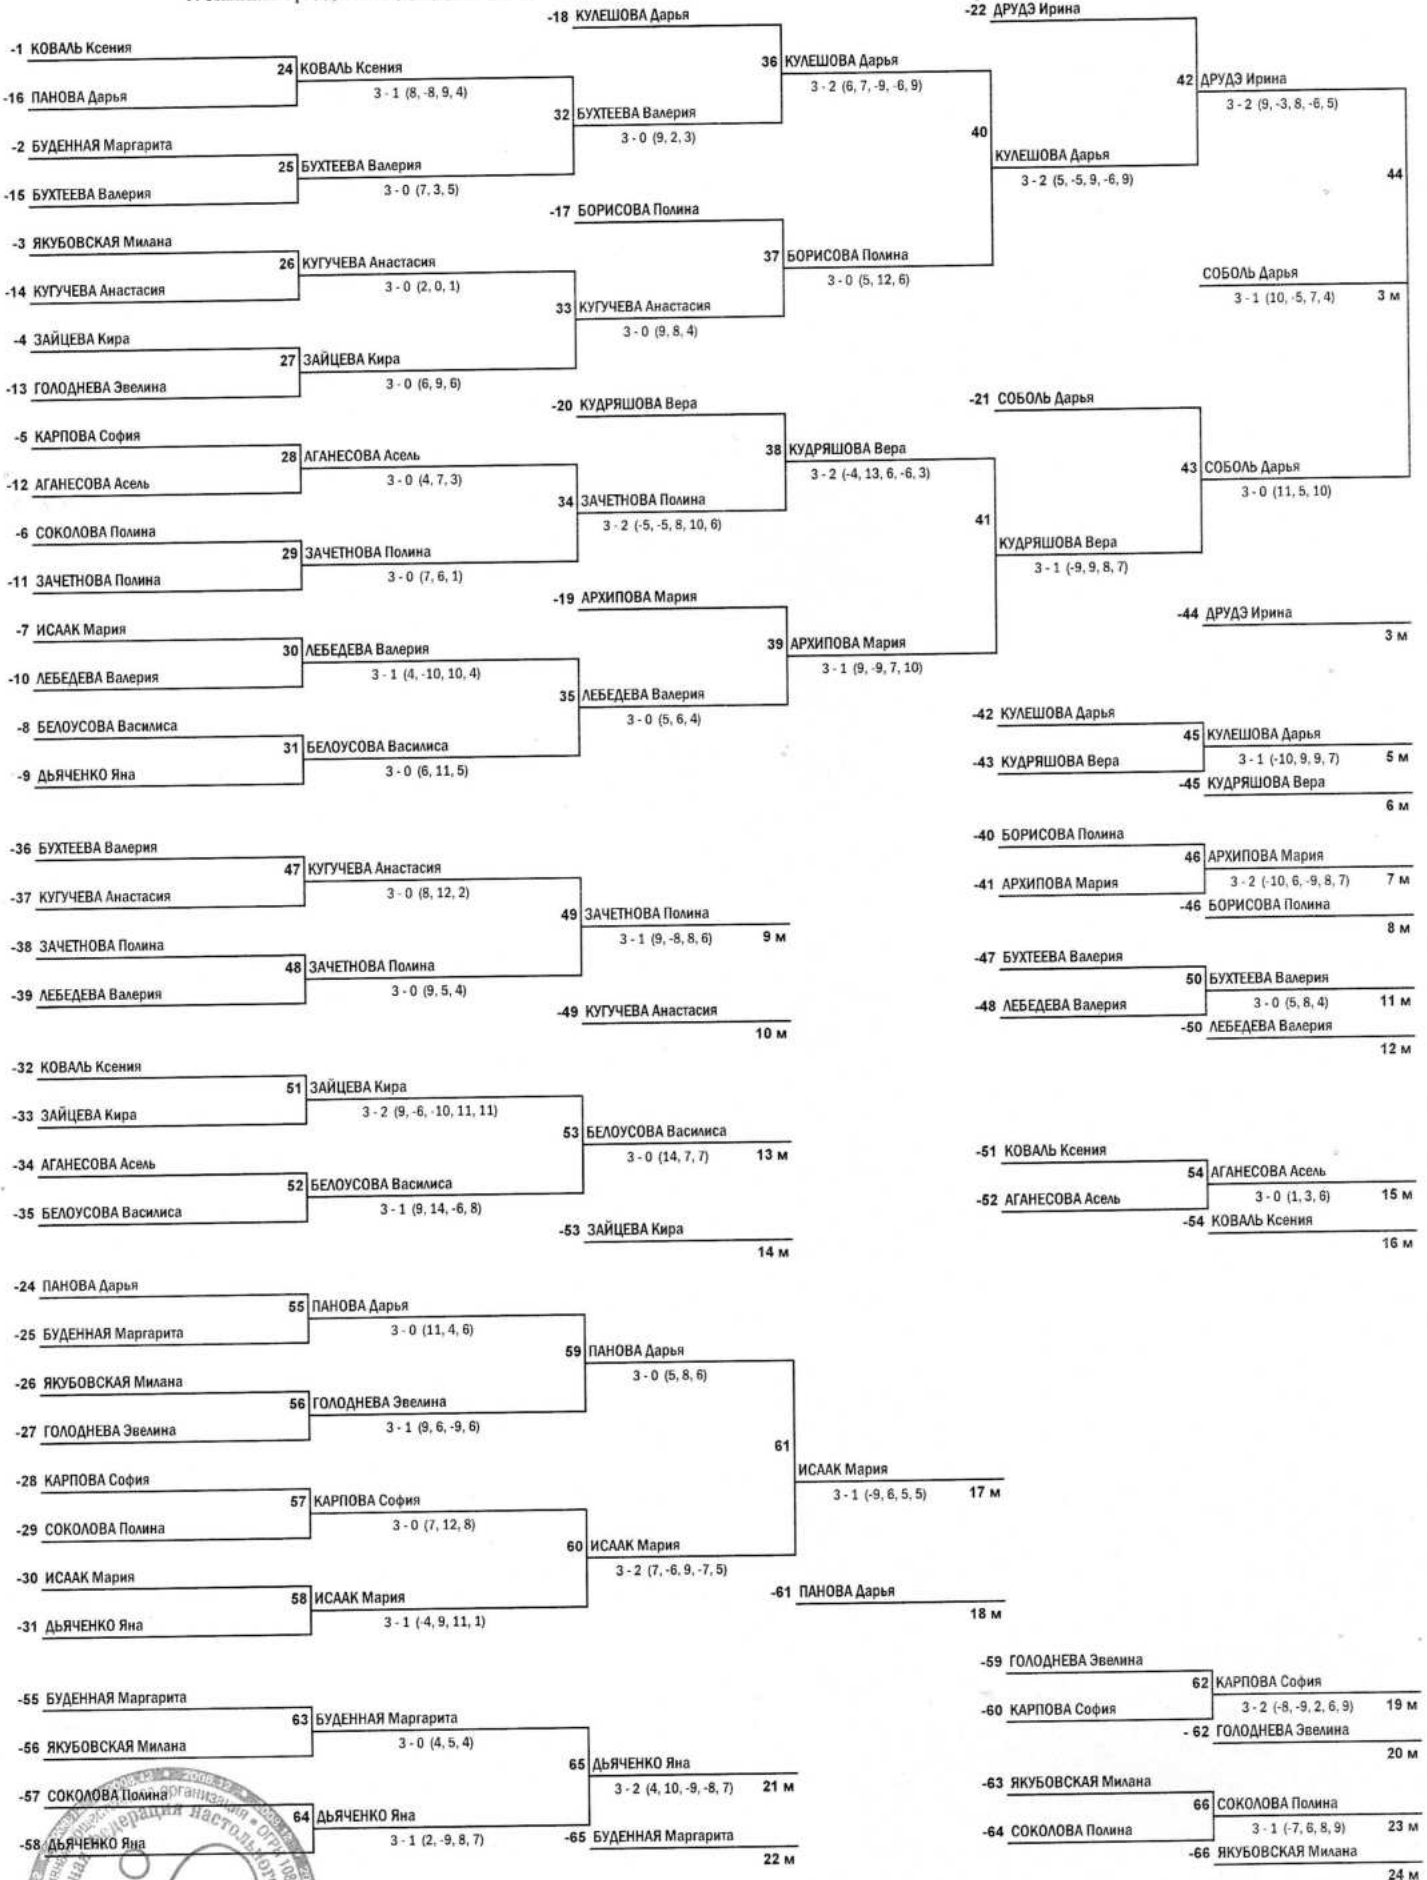 -18 КУЛЕШОВА Дарья
-22 ДРУДЭ Ирина
-1 КОВАЛЬ Ксения
24 КОВАЛЬ Ксения
3 - 1 (8, -8, 9, 4)
-16 ПАНОВА Дарья
36 КУЛЕШОВА Дарья
3 - 2 (6, 7, -9, -6, 9)
42 ДРУДЭ Ирина
3 - 2 (9, -3, 8, -6, 5)
32 БУХТЕЕВА Валерия
3 - 0 (9, 2, 3)
-2 БУДЕННАЯ Маргарита
25 БУХТЕЕВА Валерия
3 - 0 (7, 3, 5)
-15 БУХТЕЕВА Валерия
40
КУЛЕШОВА Дарья
3 - 2 (5, -5, 9, -6, 9)
44
-17 БОРИСОВА Полина
-3 ЯКУБОВСКАЯ Милана
26 КУГУЧЕВА Анастасия
3 - 0 (2, 0, 1)
-14 КУГУЧЕВА Анастасия
37 БОРИСОВА Полина
3 - 0 (5, 12, 6)
СОБОЛЬ Дарья
3 - 1 (10, -5, 7, 4) 3 м
33 КУГУЧЕВА Анастасия
3 - 0 (9, 8, 4)
-4 ЗАЙЦЕВА Кира
27 ЗАЙЦЕВА Кира
3 - 0 (6, 9, 6)
-13 ГОЛОДНЕВА Эвелина
-20 КУДРЯШОВА Вера
-21 СОБОЛЬ Дарья
-5 КАРПОВА София
28 АГАНЕСОВА Асель
3 - 0 (4, 7, 3)
-12 АГАНЕСОВА Асель
38 КУДРЯШОВА Вера
3 - 2 (-4, 13, 6, -6, 3)
43 СОБОЛЬ Дарья
3 - 0 (11, 5, 10)
34 ЗАЧЕТНОВА Полина
3 - 2 (-5, -5, 8, 10, 6)
-6 СОКОЛОВА Полина
29 ЗАЧЕТНОВА Полина
3 - 0 (7, 6, 1)
-11 ЗАЧЕТНОВА Полина
41
КУДРЯШОВА Вера
3 - 1 (-9, 9, 8, 7)
-19 АРХИПОВА Мария
-7 ИСААК Мария
30 ЛЕБЕДЕВА Валерия
3 - 1 (4, -10, 10, 4)
-10 ЛЕБЕДЕВА Валерия
39 АРХИПОВА Мария
3 - 1 (9, -9, 7, 10)
-44 ДРУДЭ Ирина
3 м
35 ЛЕБЕДЕВА Валерия
3 - 0 (5, 6, 4)
-8 БЕЛОУСОВА Василиса
31 БЕЛОУСОВА Василиса
3 - 0 (6, 11, 5)
-9 ДЬЯЧЕНКО Яна
-42 КУЛЕШОВА Дарья
45 КУЛЕШОВА Дарья
3 - 1 (-10, 9, 9, 7) 5 м
-43 КУДРЯШОВА Вера
-45 КУДРЯШОВА Вера
6 м
-36 БУХТЕЕВА Валерия
47 КУГУЧЕВА Анастасия
3 - 0 (8, 12, 2)
-37 КУГУЧЕВА Анастасия
49 ЗАЧЕТНОВА Полина
3 - 1 (9, -8, 8, 6) 9 м
-38 ЗАЧЕТНОВА Полина
48 ЗАЧЕТНОВА Полина
3 - 0 (9, 5, 4)
-39 ЛЕБЕДЕВА Валерия
-49 КУГУЧЕВА Анастасия
10 м
-40 БОРИСОВА Полина
46 АРХИПОВА Мария
3 - 2 (-10, 6, -9, 8, 7) 7 м
-41 АРХИПОВА Мария
-46 БОРИСОВА Полина
8 м
-47 БУХТЕЕВА Валерия
50 БУХТЕЕВА Валерия
3 - 0 (5, 8, 4) 11 м
-48 ЛЕБЕДЕВА Валерия
-50 ЛЕБЕДЕВА Валерия
12 м
-32 КОВАЛЬ Ксения
51 ЗАЙЦЕВА Кира
3 - 2 (9, -6, -10, 11, 11)
-33 ЗАЙЦЕВА Кира
53 БЕЛОУСОВА Василиса
3 - 0 (14, 7, 7) 13 м
-34 АГАНЕСОВА Асель
52 БЕЛОУСОВА Василиса
3 - 1 (9, 14, -6, 8)
-35 БЕЛОУСОВА Василиса
-53 ЗАЙЦЕВА Кира
14 м
-51 КОВАЛЬ Ксения
54 АГАНЕСОВА Асель
3 - 0 (1, 3, 6) 15 м
-52 АГАНЕСОВА Асель
-54 КОВАЛЬ Ксения
16 м
-24 ПАНОВА Дарья
55 ПАНОВА Дарья
3 - 0 (11, 4, 6)
-25 БУДЕННАЯ Маргарита
59 ПАНОВА Дарья
3 - 0 (5, 8, 6)
-26 ЯКУБОВСКАЯ Милана
56 ГОЛОДНЕВА Эвелина
3 - 1 (9, 6, -9, 6)
-27 ГОЛОДНЕВА Эвелина
61
ИСААК Мария
3 - 1 (-9, 6, 5, 5) 17 м
-28 КАРПОВА София
57 КАРПОВА София
3 - 0 (7, 12, 8)
-29 СОКОЛОВА Полина
60 ИСААК Мария
3 - 2 (7, -6, 9, -7, 5)
-30 ИСААК Мария
58 ИСААК Мария
3 - 1 (-4, 9, 11, 1)
-31 ДЬЯЧЕНКО Яна
-61 ПАНОВА Дарья
18 м
-59 ГОЛОДНЕВА Эвелина
62 КАРПОВА София
3 - 2 (-8, -9, 2, 6, 9) 19 м
-60 КАРПОВА София
- 62 ГОЛОДНЕВА Эвелина
20 м
-55 БУДЕННАЯ Маргарита
63 БУДЕННАЯ Маргарита
3 - 0 (4, 5, 4)
-56 ЯКУБОВСКАЯ Милана
65 ДЬЯЧЕНКО Яна
3 - 2 (4, 10, -9, -8, 7) 21 м
-57 СОКОЛОВА Полина
64 ДЬЯЧЕНКО Яна
3 - 1 (2, -9, 8, 7)
-58 ДЬЯЧЕНКО Яна
-65 БУДЕННАЯ Маргарита
22 м
-63 ЯКУБОВСКАЯ Милана
66 СОКОЛОВА Полина
3 - 1 (-7, 6, 8, 9) 23 м
-64 СОКОЛОВА Полина
-66 ЯКУБОВСКАЯ Милана
24 м